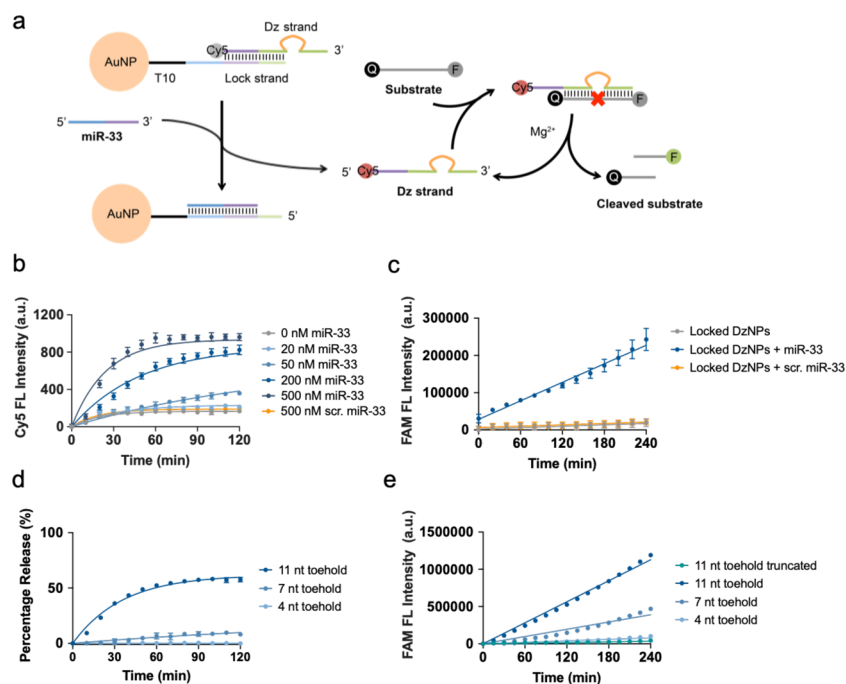 a
Dz strand
Cy5
3’
AuNP
T10
Lock strand
Q
F
Substrate
Cy5
Q
F
5’
3’
miR-33
Mg2+
5’
Cy5
3’
Dz strand
F
Q
Cleaved substrate
AuNP
5’
b
Cy5 FL Intensity (a.u.)
1200
800
400
0
0
30
60
90
120
Time (min)
0 nM miR-33
20 nM miR-33
50 nM miR-33
200 nM miR-33
500 nM miR-33
500 nM scr. miR-33
c
FAM FL Intensity (a.u.)
300000
200000
100000
0
0
60
120
180
240
Time (min)
Locked DzNPs
Locked DzNPs + miR-33
Locked DzNPs + scr. miR-33
d
Percentage Release (%)
100
50
0
0
30
60
90
120
Time (min)
11 nt toehold
7 nt toehold
4 nt toehold
e
FAM FL Intensity (a.u.)
1500000
1000000
500000
0
0
60
120
180
240
Time (min)
11 nt toehold truncated
11 nt toehold
7 nt toehold
4 nt toehold